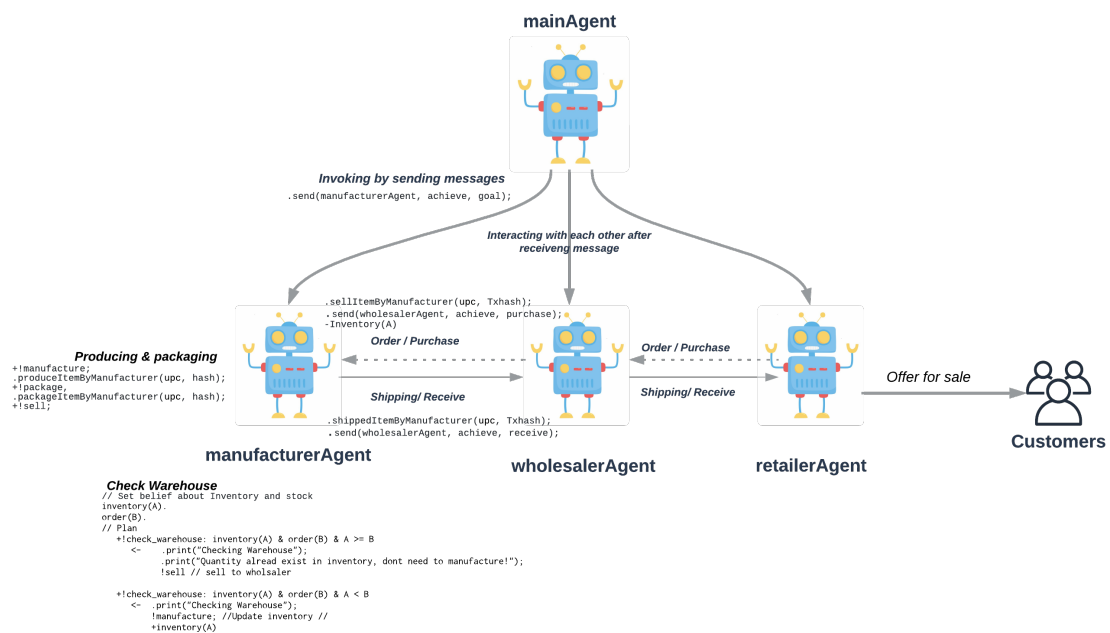 mainAgent
Invoking by sending messages
.send(manufacturerAgent, achieve, goal);
Interacting with each other after
receiveng message
.sellItemByManufacturer(upc, Txhash);
.send(wholesalerAgent, achieve, purchase);
-Inventory(A)
Order / Purchase
Order / Purchase
Producing & packaging
+!manufacture;
.produceItemByManufacturer(upc, hash);
+!package,
.packageItemByManufacturer(upc, hash);
+!sell;
Offer for sale
Shipping/ Receive
Shipping/ Receive
.shippedItemByManufacturer(upc, Txhash);
.send(wholesalerAgent, achieve, receive);
Customers
manufacturerAgent
wholesalerAgent
retailerAgent
Check Warehouse
// Set belief about Inventory and stock
inventory(A).
order(B).
// Plan
+!check_warehouse: inventory(A) & order(B) & A >= B
<- .print("Checking Warehouse");
.print("Quantity alread exist in inventory, dont need to manufacture!");
!sell // sell to wholsaler
+!check_warehouse: inventory(A) & order(B) & A < B
<- .print("Checking Warehouse");
!manufacture; //Update inventory //
+inventory(A)